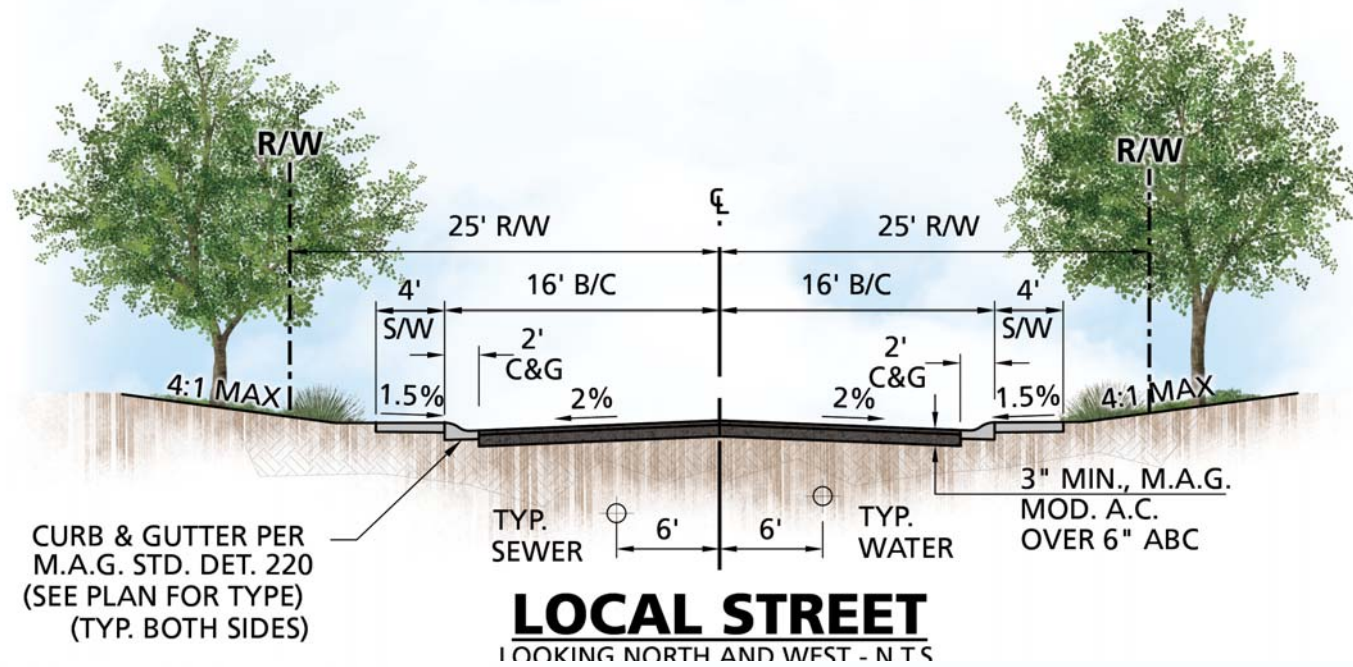 R/W
R/W
℄
25' R/W
25' R/W
4'
16' B/C
16' B/C
4'
S/W
S/W
2'
C&G
2'
C&G
4:1 MAX
1.5%
2%
2%
1.5%
4:1 MAX
CURB & GUTTER PER
M.A.G. STD. DET. 220
(SEE PLAN FOR TYPE)
(TYP. BOTH SIDES)
TYP.
SEWER
6'
6'
TYP.
WATER
3" MIN., M.A.G.
MOD. A.C.
OVER 6" ABC
LOCAL STREET
LOOKING NORTH AND WEST - N.T.S.